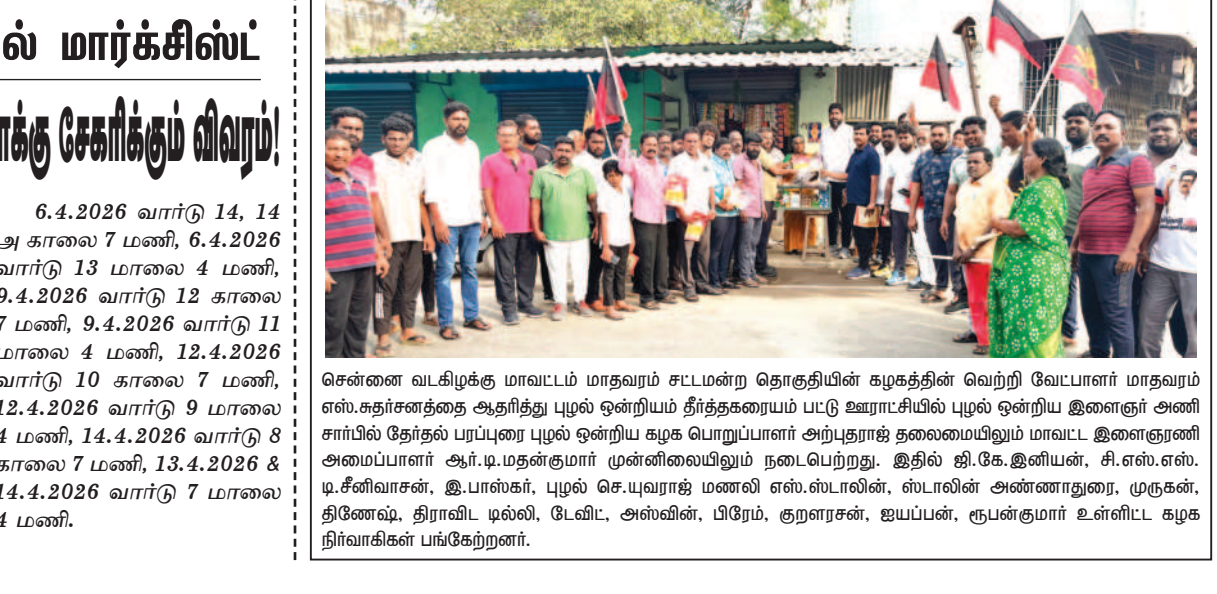 ல் மார்க்சிஸ்ட்
சேகரிக்கும் விவரம்!
6.4.2026 வார்டு 14, 14
அ காலை 7 மணி, 6.4.2026
வார்டு 13 மாலை 4 மணி,
9.4.2026 வார்டு 12 காலை
7 மணி, 9.4.2026 வார்டு 11
மாலை 4 மணி, 12.4.2026
வார்டு 10 காலை 7 மணி,
12.4.2026 வார்டு 9 மாலை
4 மணி, 14.4.2026 வார்டு 8
காலை 7 மணி, 13.4.2026 &
14.4.2026 வார்டு 7 மாலை
4 மணி.
சென்னை வடகிழக்கு மாவட்டம் மாதவரம் சட்டமன்ற தொகுதியின் கழகத்தின் வெற்றி வேட்பாளர் மாதவரம்
எஸ்.சுதர்சனத்தை ஆதரித்து புழல் ஒன்றியம் தீர்த்தகரையம் பட்டு ஊராட்சியில் புழல் ஒன்றிய இளைஞர் அணி
சார்பில் தேர்தல் பரப்புரை புழல் ஒன்றிய கழக பொறுப்பாளர் அற்புதராஜ் தலைமையிலும் மாவட்ட இளைஞரணி
அமைப்பாளர் ஆர்.டி.மதன்குமார் முன்னிலையிலும் நடைபெற்றது. இதில் ஜி.கே.இனியன், சி.எஸ்.எஸ்.
டி.சீனிவாசன், இ.பாஸ்கர், புழல் செ.யுவராஜ் மணலி எஸ்.ஸ்டாலின், ஸ்டாலின் அண்ணாதுரை, முருகன்,
திணேஷ், திராவிட டில்லி, டேவிட், அஸ்வின், பிரேம், குறளரசன், ஐயப்பன், ரூபன்குமார் உள்ளிட்ட கழக
நிர்வாகிகள் பங்கேற்றனர்.